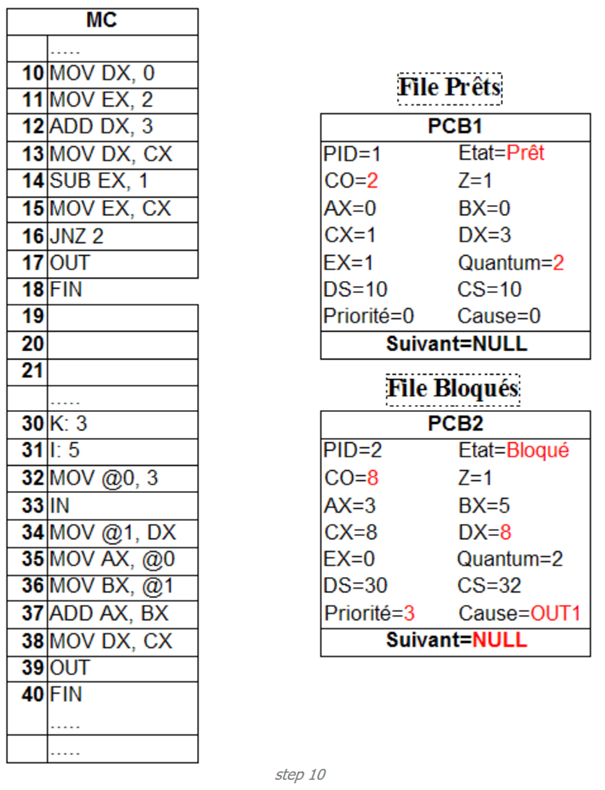 MC
.....
10 MOV DX, 0
11 MOV EX, 2
12 ADD DX, 3
13 MOV DX, CX
14 SUB EX, 1
15 MOV EX, CX
16 JNZ 2
17 OUT
18 FIN
19
20
21
.....
30 K: 3
31 I: 5
32 MOV @0, 3
33 IN
34 MOV @1, DX
35 MOV AX, @0
36 MOV BX, @1
37 ADD AX, BX
38 MOV DX, CX
39 OUT
40 FIN
.....
.....
File Prêts
PCB1
PID=1 Etat=Prêt
CO=2 Z=1
AX=0 BX=0
CX=1 DX=3
EX=1 Quantum=2
DS=10 CS=10
Priorité=0 Cause=0
Suivant=NULL
File Bloqués
PCB2
PID=2 Etat=Bloqué
CO=8 Z=1
AX=3 BX=5
CX=8 DX=8
EX=0 Quantum=2
DS=30 CS=32
Priorité=3 Cause=OUT1
Suivant=NULL
step 10